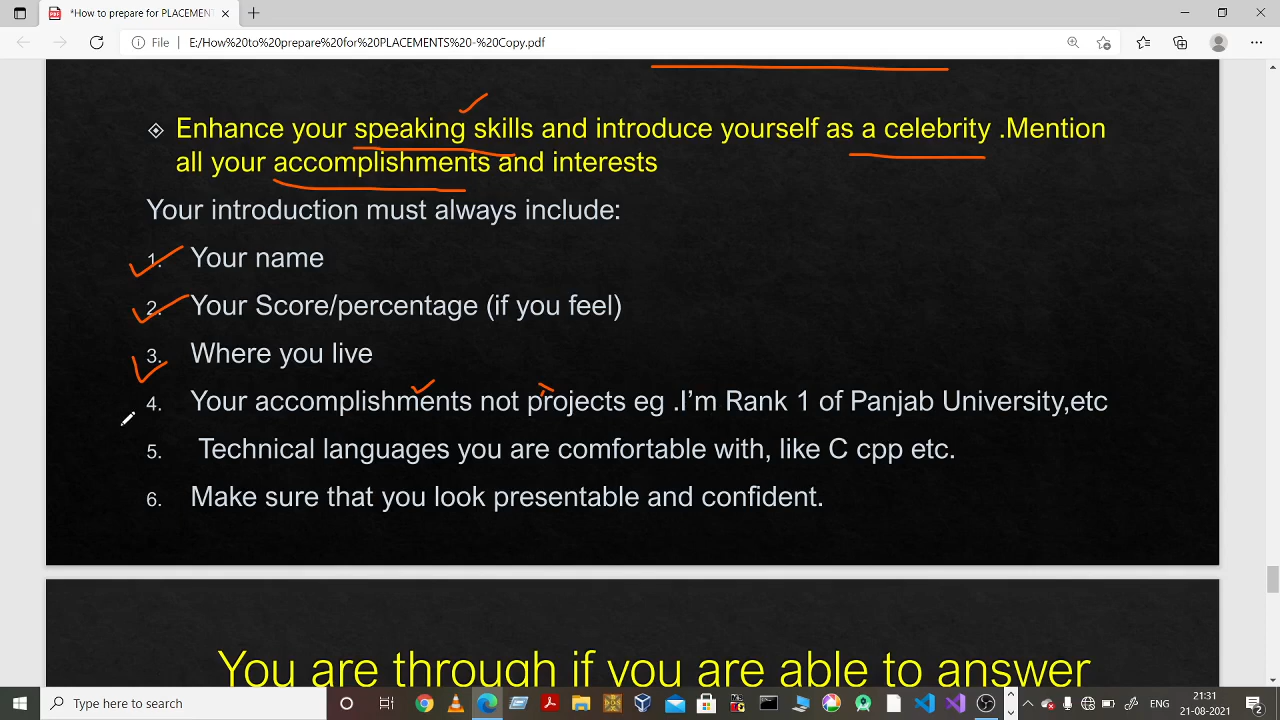 *How to prepare for PLACEMENT
File
E:/How%20to%20prepare%20for%20PLACEMENTS%20-%20Copy.pdf
Enhance your speaking skills and introduce yourself as a celebrity .Mention
all your accomplishments and interests
Your introduction must always include:
1. Your name
2. Your Score/percentage (if you feel)
3. Where you live
4. Your accomplishments not projects eg .I'm Rank 1 of Panjab University,etc
5. Technical languages you are comfortable with, like C cpp etc.
6. Make sure that you look presentable and confident.
You are through if you are able to answer
Type here to search
ENG
21:31
21-08-2021